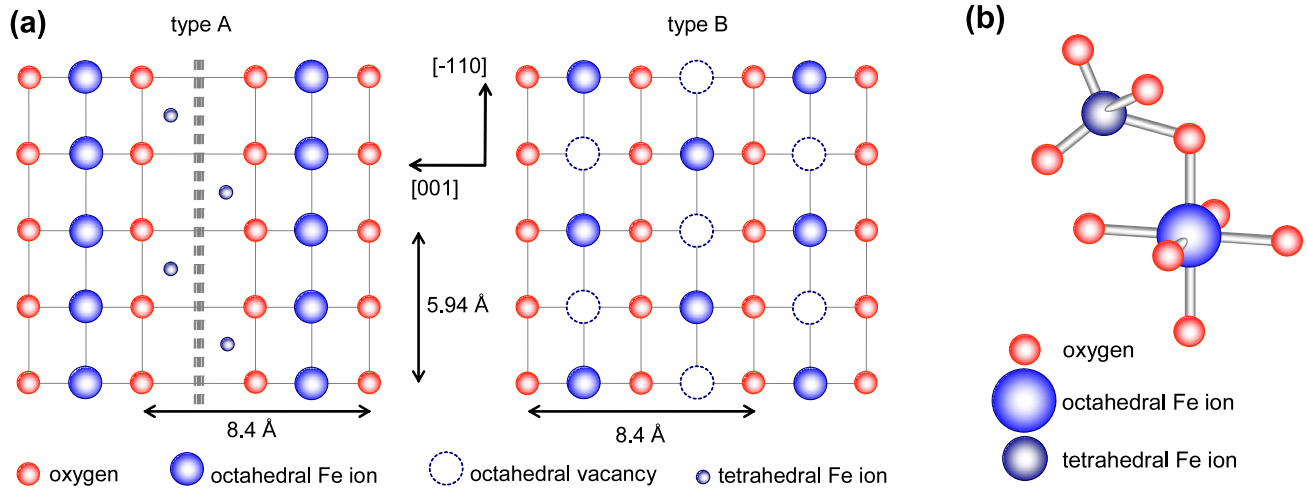 (a)
type A
type B
(b)
[-110]
[001]
5.94 Å
8.4 Å
8.4 Å
oxygen
octahedral Fe ion
octahedral vacancy
tetrahedral Fe ion
oxygen
octahedral Fe ion
tetrahedral Fe ion